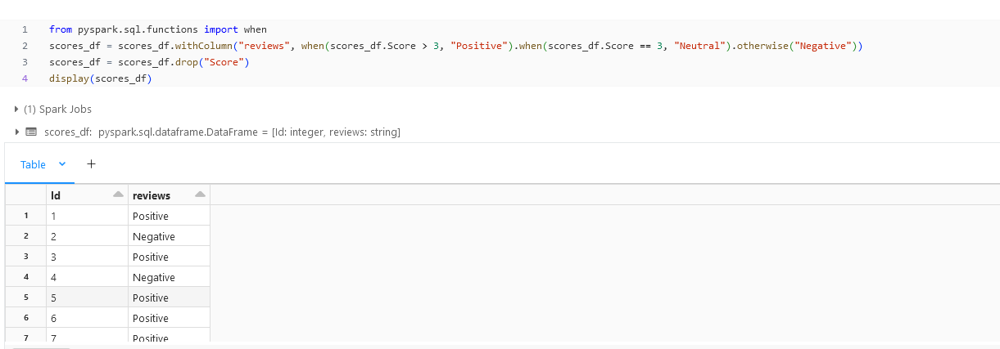 1 from pyspark.sql.functions import when
2 scores_df = scores_df.withColumn("reviews", when(scores_df.Score > 3, "Positive").when(scores_df.Score == 3, "Neutral").otherwise("Negative"))
3 scores_df = scores_df.drop("Score")
4 display(scores_df)
(1) Spark Jobs
scores_df: pyspark.sql.dataframe.DataFrame = [Id: integer, reviews: string]
Table +
Id reviews
1 1 Positive
2 2 Negative
3 3 Positive
4 4 Negative
5 5 Positive
6 6 Positive
7 7 Positive